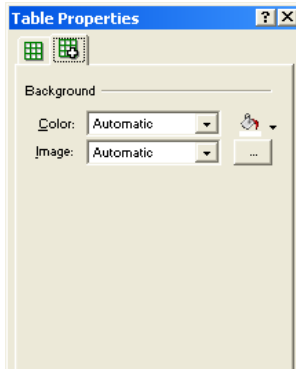 Table Properties
Background
Color: Automatic
Image: Automatic ...